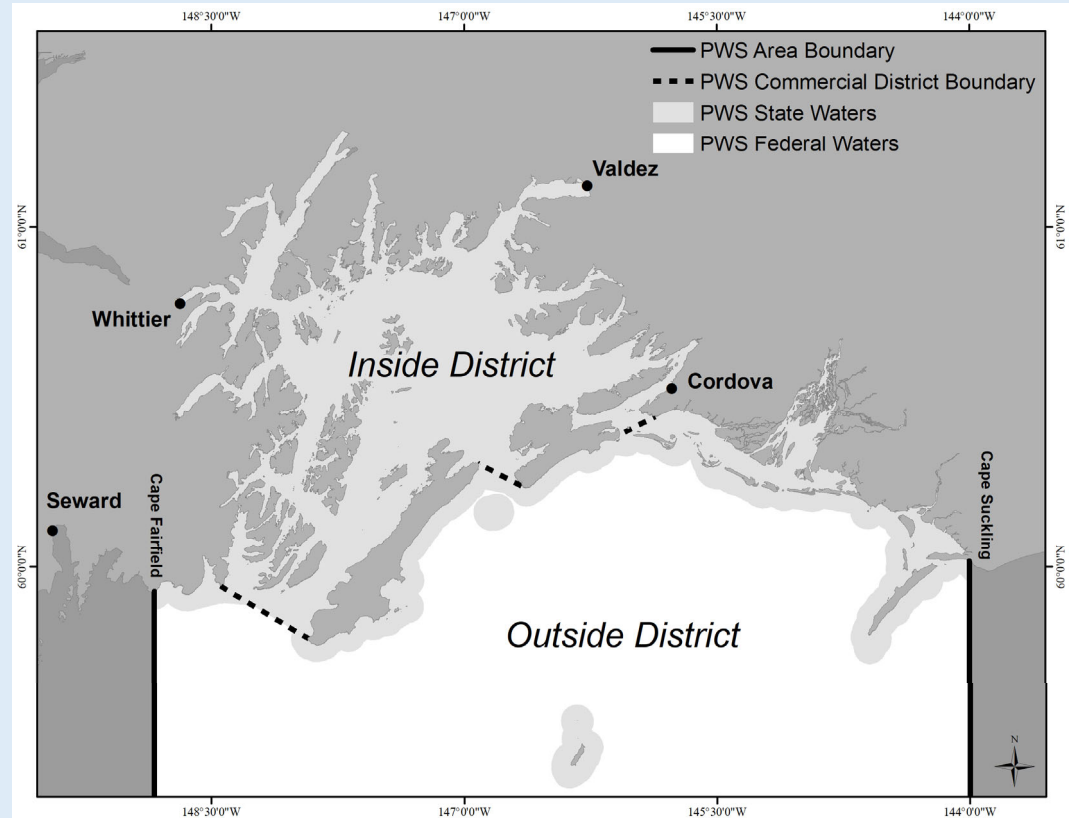 148°30'0"W
147°0'0"W
145°30'0"W
144°0'0"W
PWS Area Boundary
PWS Commercial District Boundary
PWS State Waters
PWS Federal Waters
Valdez
61°0'0"N
61°0'0"N
Whittier
Inside District
Cordova
Seward
Cape Fairfield
Cape Suckling
60°0'0"N
60°0'0"N
Outside District
N
148°30'0"W
147°0'0"W
145°30'0"W
144°0'0"W